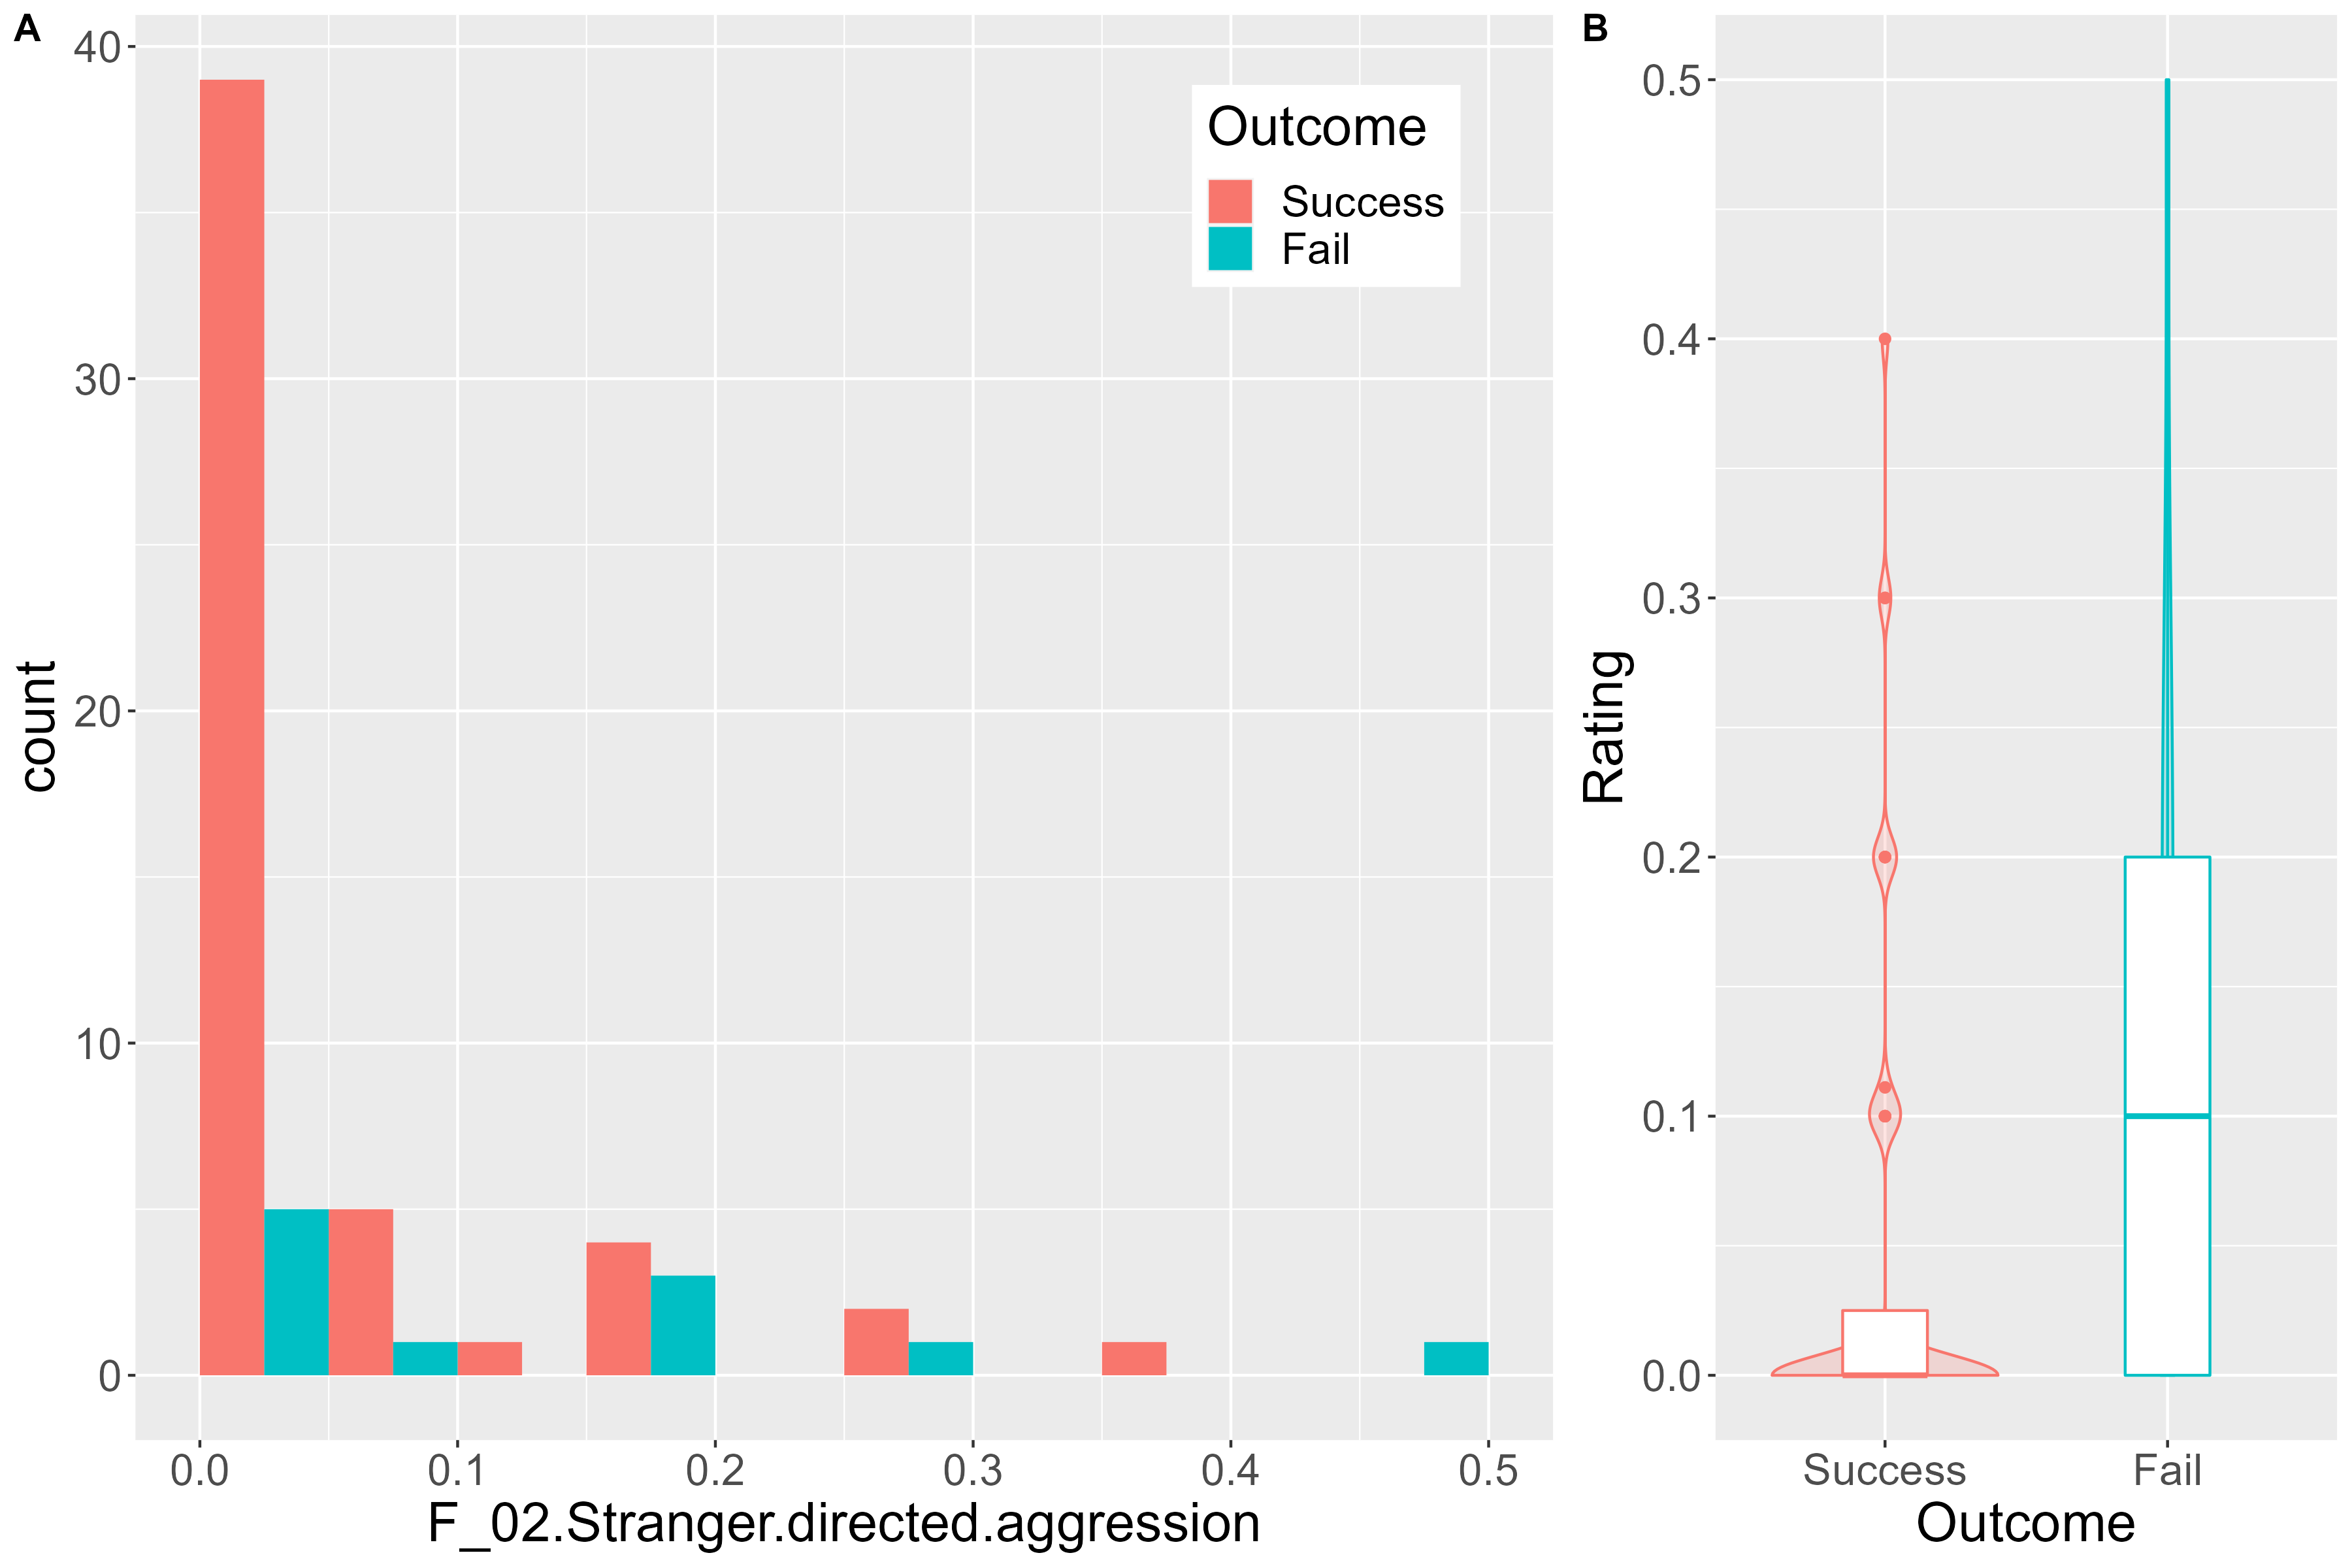 A
40
30
20
10
0
count
Outcome
Success
Fail
0.0 0.1 0.2 0.3 0.4 0.5
F_02.Stranger.directed.aggression
B
0.5
0.4
0.3
0.2
0.1
0.0
Rating
Success Fail
Outcome